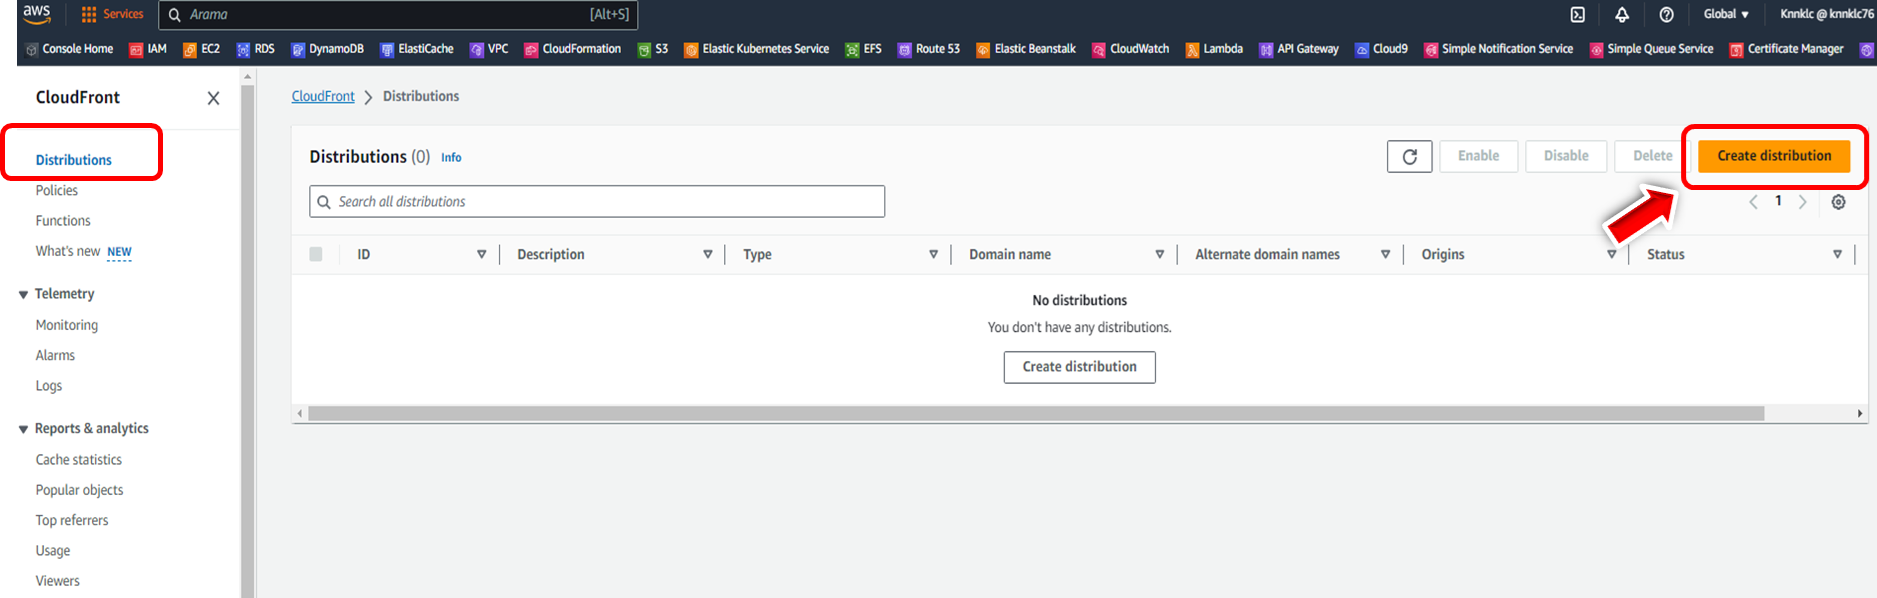 aws Services Arama [Alt+S] Global Knnklc @ knnklc76
Console Home IAM EC2 RDS DynamoDB ElastiCache VPC CloudFormation S3 Elastic Kubernetes Service EFS Route 53 Elastic Beanstalk CloudWatch Lambda API Gateway Cloud9 Simple Notification Service Simple Queue Service Certificate Manager
CloudFront
Distributions
Policies
Functions
What's new NEW
Telemetry
Monitoring
Alarms
Logs
Reports & analytics
Cache statistics
Popular objects
Top referrers
Usage
Viewers
CloudFront > Distributions
Distributions (0) Info
Enable Disable Delete Create distribution
Search all distributions
1
ID Description Type Domain name Alternate domain names Origins Status
No distributions
You don't have any distributions.
Create distribution